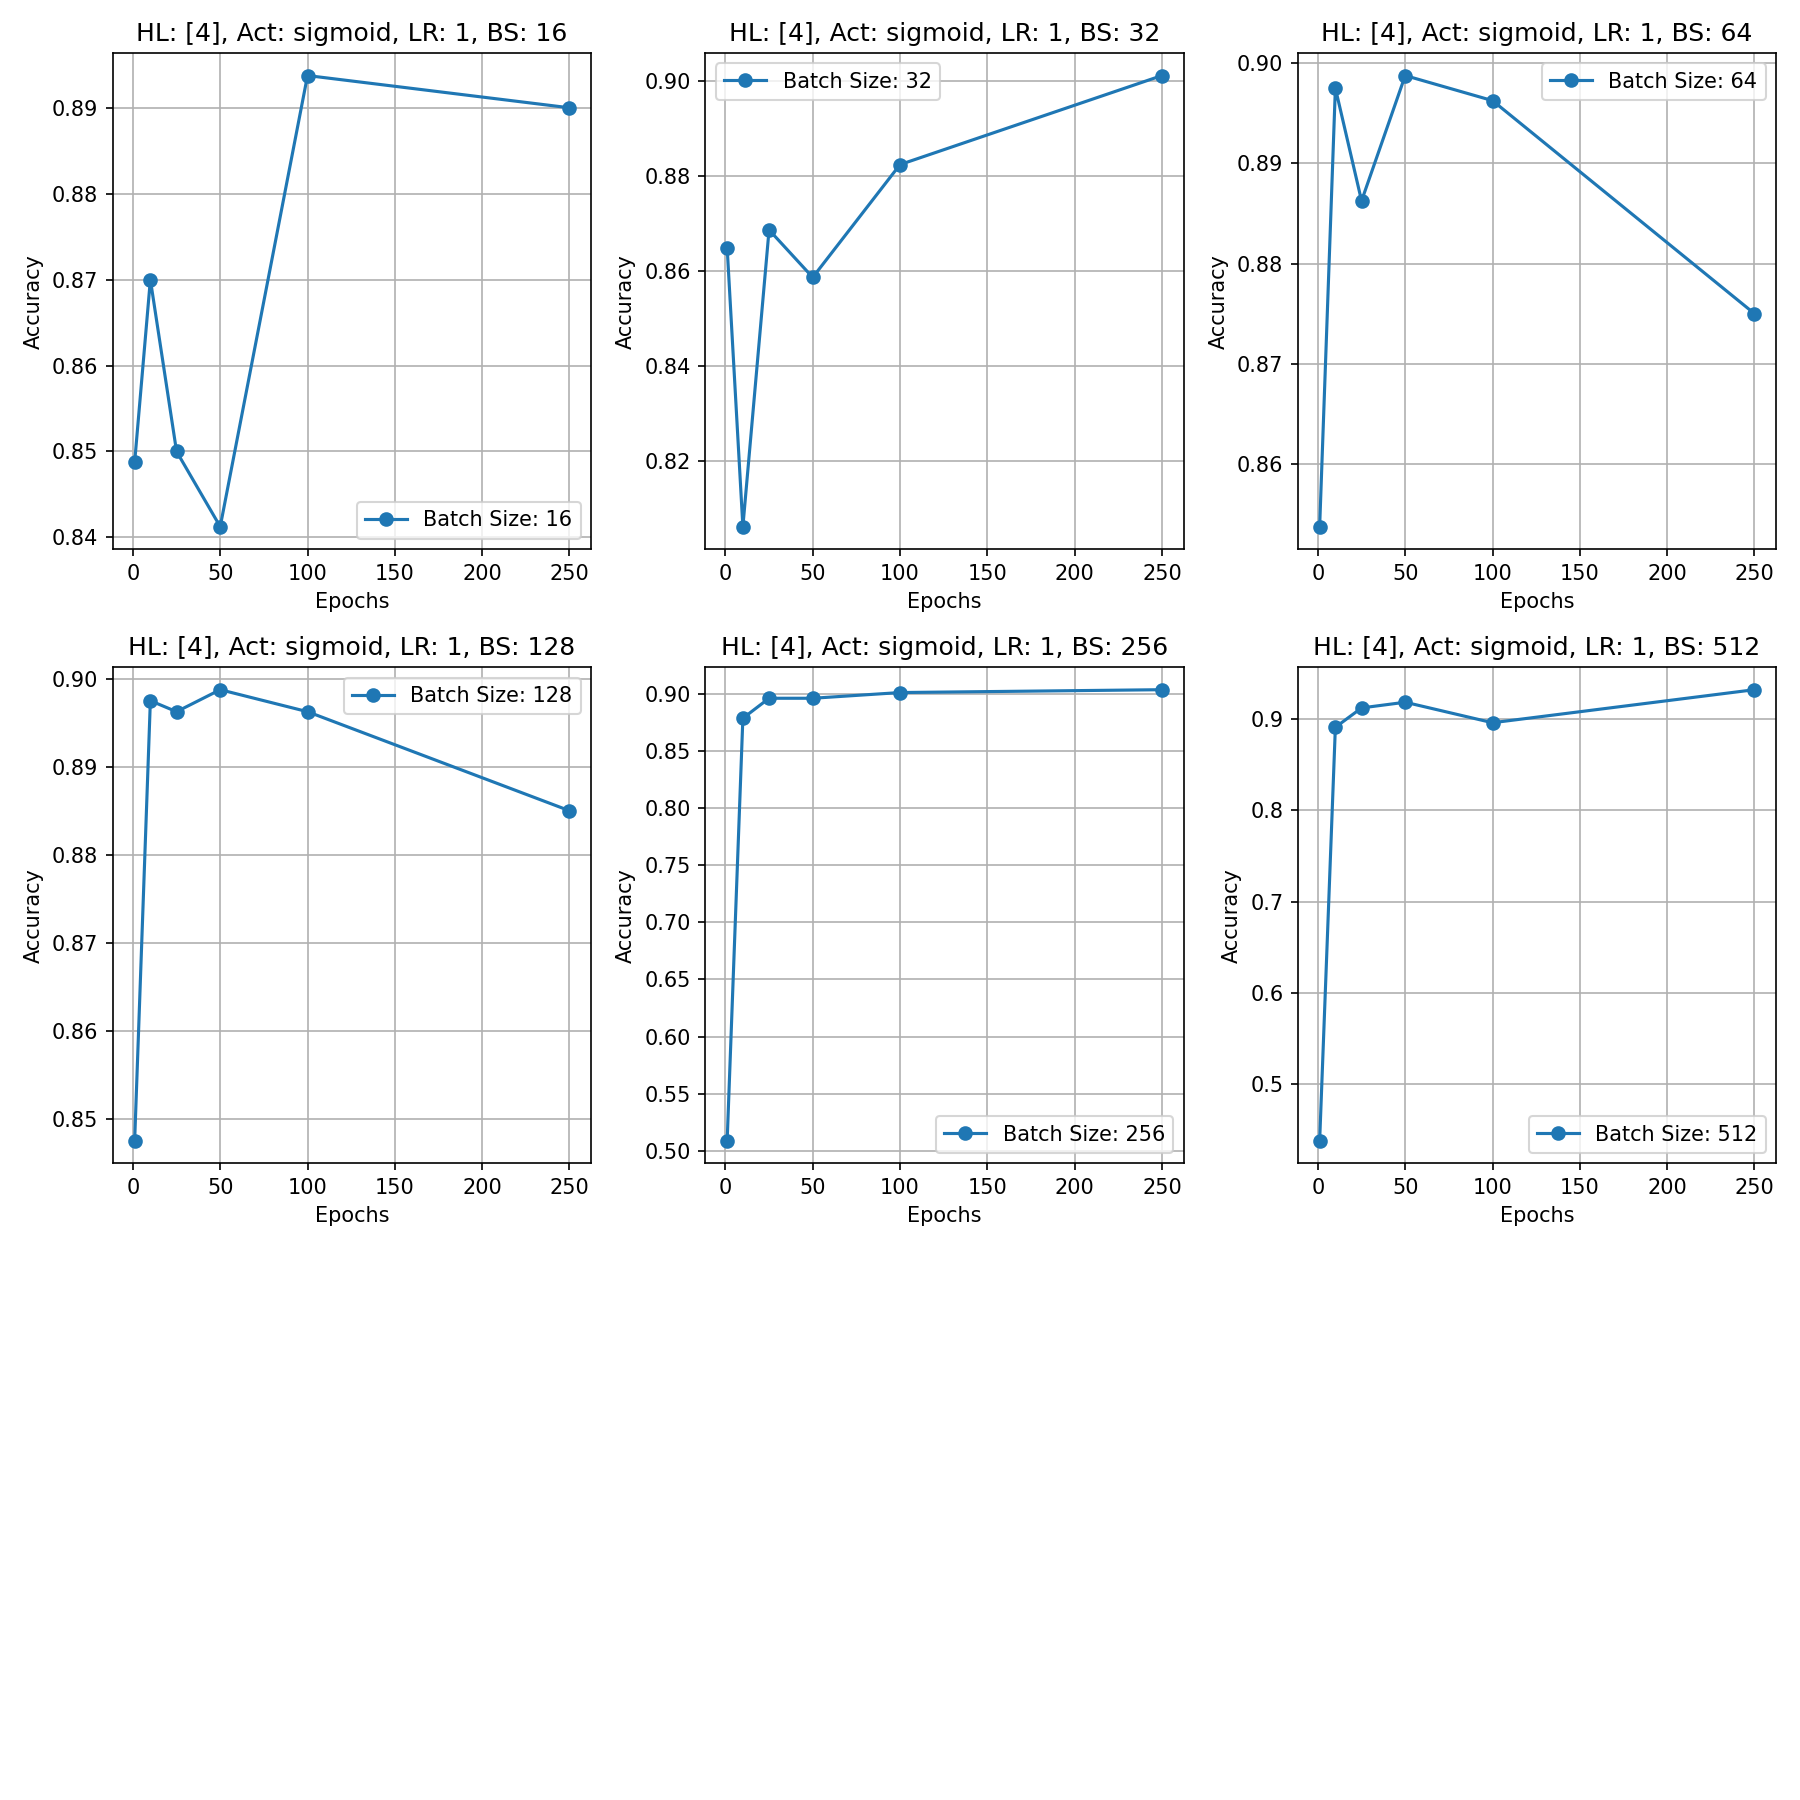 HL: [4], Act: sigmoid, LR: 1, BS: 16
Accuracy
0.89
0.88
0.87
0.86
0.85
0.84
Batch Size: 16
0 50 100 150 200 250
Epochs
HL: [4], Act: sigmoid, LR: 1, BS: 32
Accuracy
0.90
0.88
0.86
0.84
0.82
Batch Size: 32
0 50 100 150 200 250
Epochs
HL: [4], Act: sigmoid, LR: 1, BS: 64
Accuracy
0.90
0.89
0.88
0.87
0.86
Batch Size: 64
0 50 100 150 200 250
Epochs
HL: [4], Act: sigmoid, LR: 1, BS: 128
Accuracy
0.90
0.89
0.88
0.87
0.86
0.85
Batch Size: 128
0 50 100 150 200 250
Epochs
HL: [4], Act: sigmoid, LR: 1, BS: 256
Accuracy
0.90
0.85
0.80
0.75
0.70
0.65
0.60
0.55
0.50
Batch Size: 256
0 50 100 150 200 250
Epochs
HL: [4], Act: sigmoid, LR: 1, BS: 512
Accuracy
0.9
0.8
0.7
0.6
0.5
Batch Size: 512
0 50 100 150 200 250
Epochs